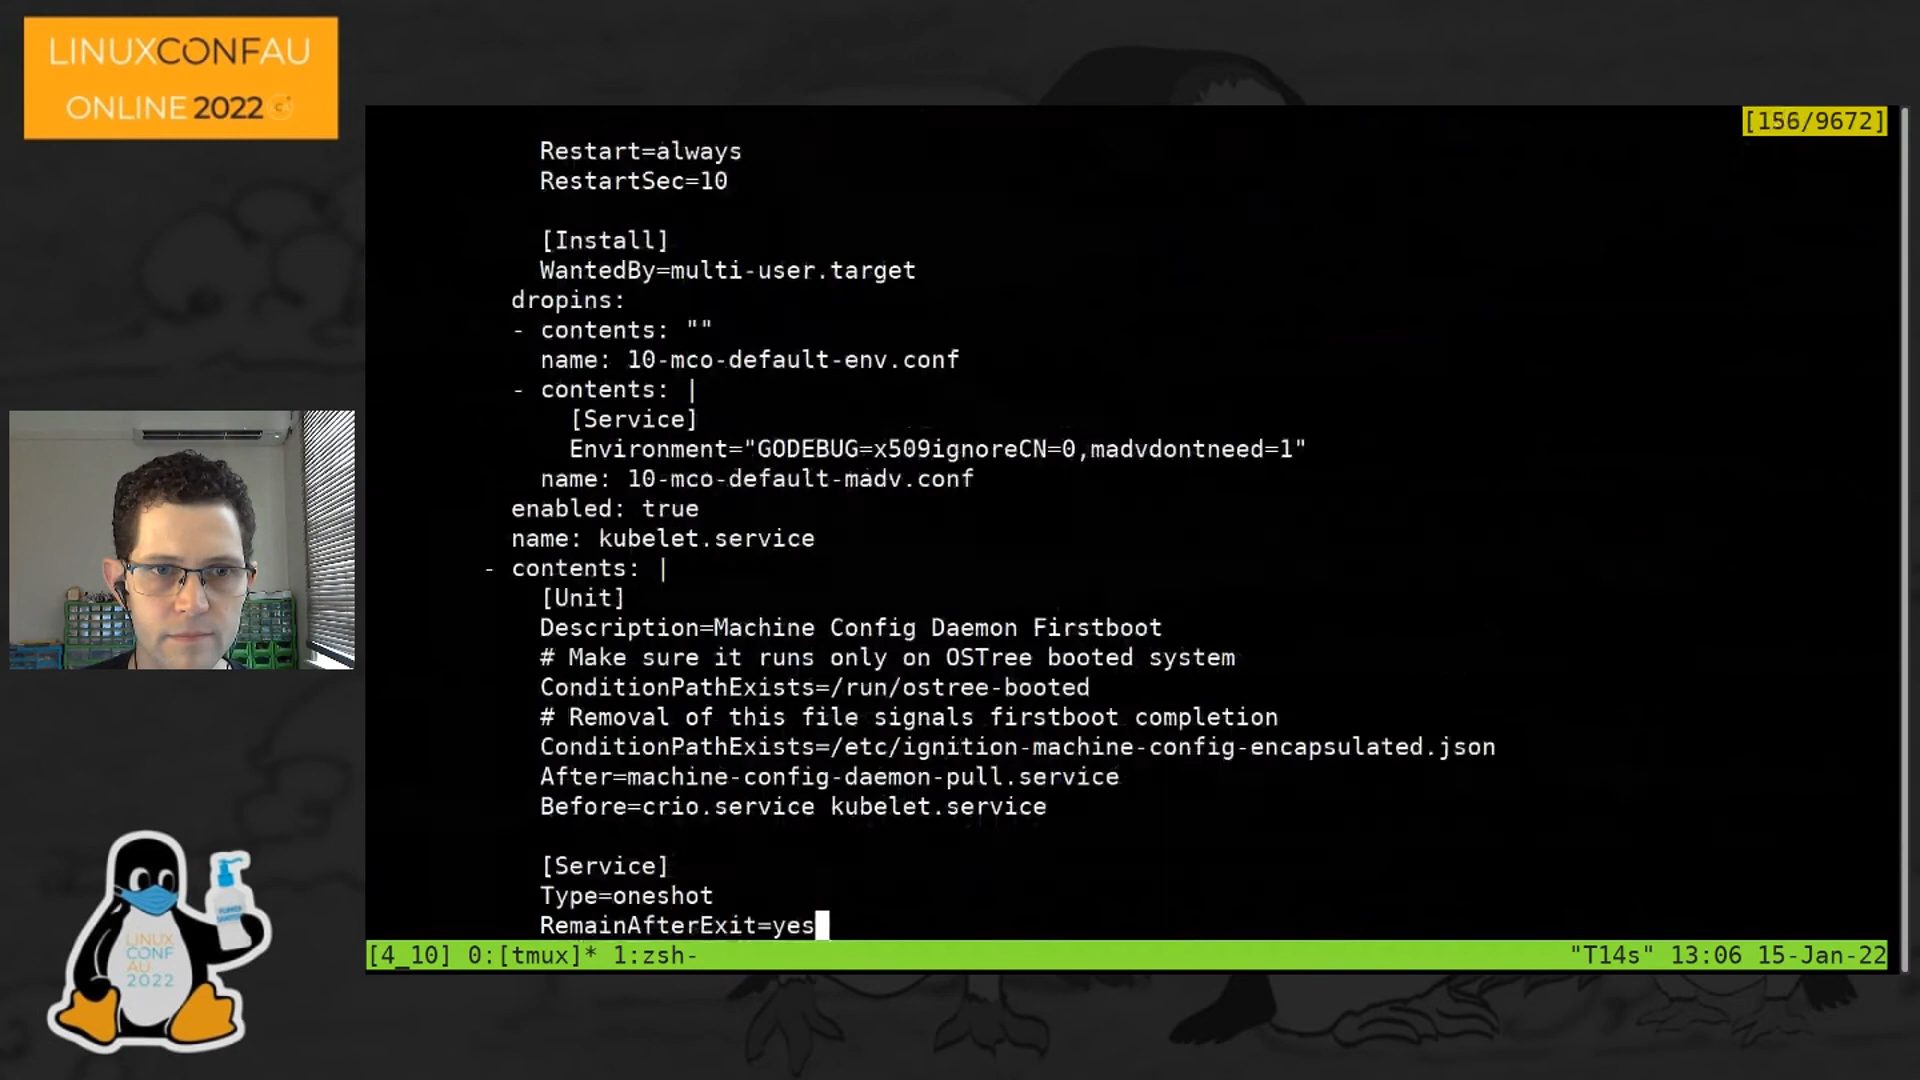 LINUXCONFAU
ONLINE 2022
[156/9672]
Restart=always
RestartSec=10
[Install]
WantedBy=multi-user.target
dropins:
- contents: ""
name: 10-mco-default-env.conf
- contents: |
[Service]
Environment="GODEBUG=x509ignoreCN=0,madvdontneed=1"
name: 10-mco-default-madv.conf
enabled: true
name: kubelet.service
- contents: |
[Unit]
Description=Machine Config Daemon Firstboot
# Make sure it runs only on OSTree booted system
ConditionPathExists=/run/ostree-booted
# Removal of this file signals firstboot completion
ConditionPathExists=/etc/ignition-machine-config-encapsulated.json
After=machine-config-daemon-pull.service
Before=crio.service kubelet.service
[Service]
Type=oneshot
RemainAfterExit=yes
[4_10] 0:[tmux]* 1:zsh- "T14s" 13:06 15-Jan-22
LINUX
CONF
AU
2022